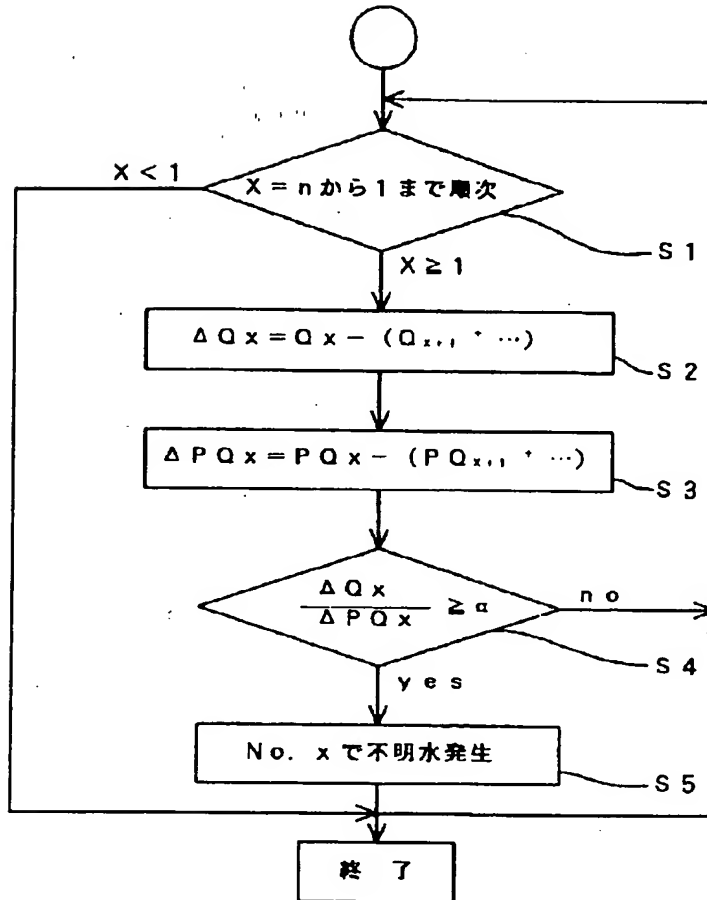 X < 1
X = n から 1 まで順次
S 1
X ≧ 1
Δ Q x = Q x − ( Q x+1 + … )
S 2
Δ P Q x = P Q x − ( P Q x+1 + … )
S 3
Δ Q x
Δ P Q x
≧ α
n o
S 4
y e s
N o . x で不明水発生
S 5
終 了